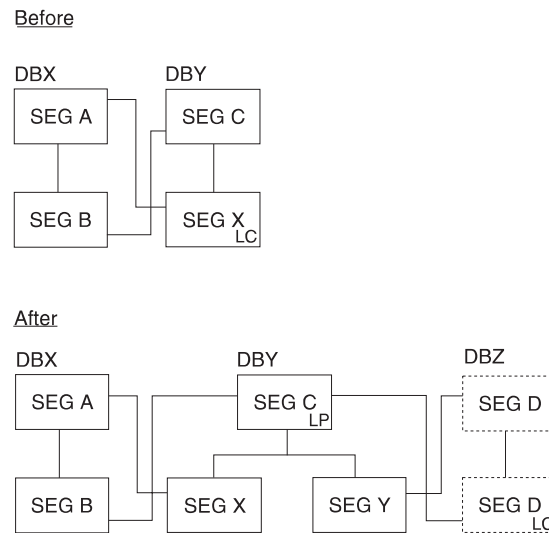 Before
DBX DBY
SEG A SEG C
SEG B SEG X
LC
After
DBX DBY DBZ
SEG A SEG C SEG D
LP
SEG B SEG X SEG Y SEG D
LC